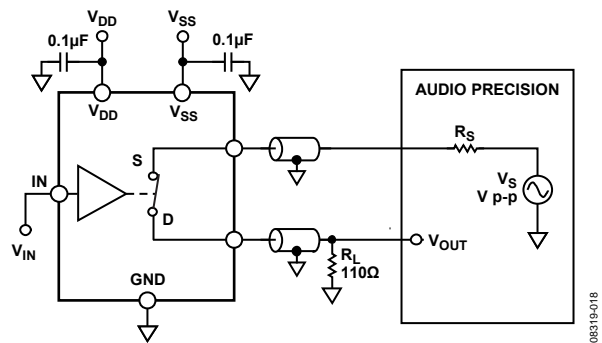 VDD
VSS
0.1µF
0.1µF
VDD
VSS
AUDIO PRECISION
RS
S
VS
V p-p
IN
D
VOUT
VIN
RL
110Ω
GND
08319-018